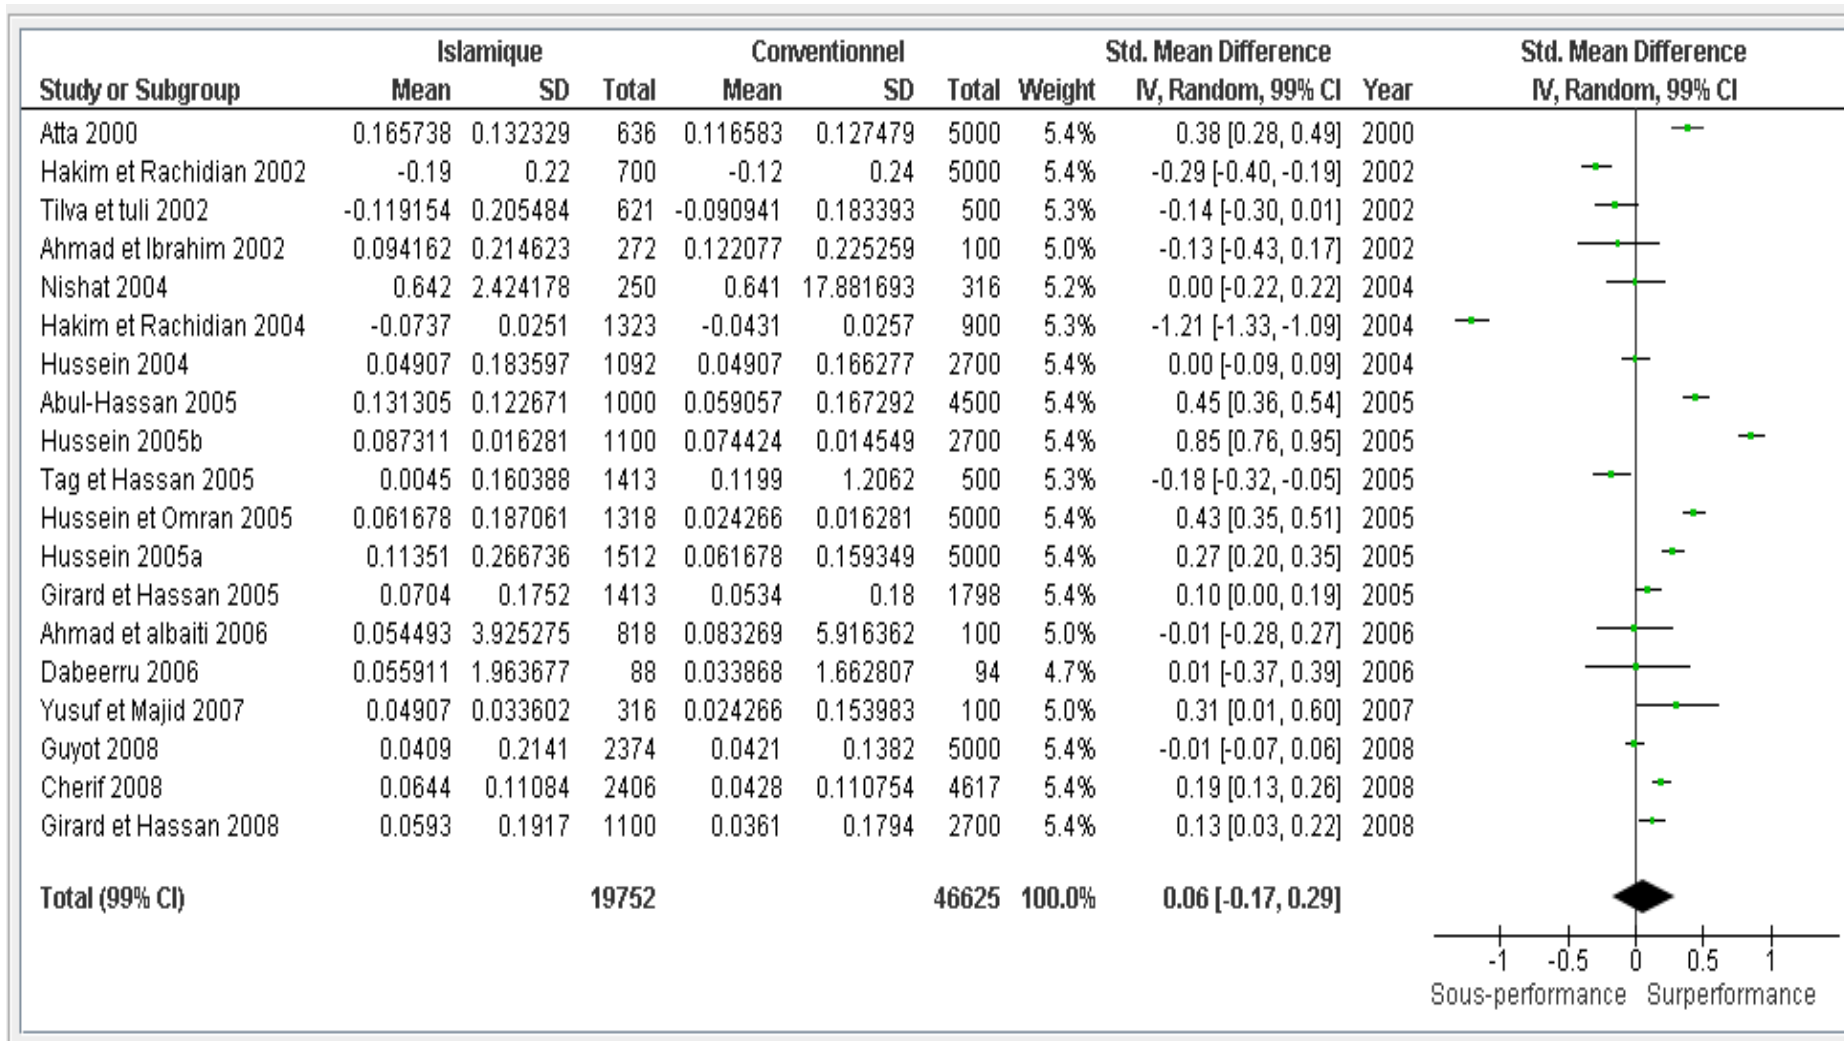 Islamique Conventionnel Std. Mean Difference Std. Mean Difference
Study or Subgroup Mean SD Total Mean SD Total Weight IV, Random, 99% CI Year IV, Random, 99% CI
Atta 2000 0.165738 0.132329 636 0.116583 0.127479 5000 5.4% 0.38 [0.28, 0.49] 2000
Hakim et Rachidian 2002 -0.19 0.22 700 -0.12 0.24 5000 5.4% -0.29 [-0.40, -0.19] 2002
Tilva et tuli 2002 -0.119154 0.205484 621 -0.090941 0.183393 500 5.3% -0.14 [-0.30, 0.01] 2002
Ahmad et Ibrahim 2002 0.094162 0.214623 272 0.122077 0.225259 100 5.0% -0.13 [-0.43, 0.17] 2002
Nishat 2004 0.642 2.424178 250 0.641 17.881693 316 5.2% 0.00 [-0.22, 0.22] 2004
Hakim et Rachidian 2004 -0.0737 0.0251 1323 -0.0431 0.0257 900 5.3% -1.21 [-1.33, -1.09] 2004
Hussein 2004 0.04907 0.183597 1092 0.04907 0.166277 2700 5.4% 0.00 [-0.09, 0.09] 2004
Abul-Hassan 2005 0.131305 0.122671 1000 0.059057 0.167292 4500 5.4% 0.45 [0.36, 0.54] 2005
Hussein 2005b 0.087311 0.016281 1100 0.074424 0.014549 2700 5.4% 0.85 [0.76, 0.95] 2005
Tag et Hassan 2005 0.0045 0.160388 1413 0.1199 1.2062 500 5.3% -0.18 [-0.32, -0.05] 2005
Hussein et Omran 2005 0.061678 0.187061 1318 0.024266 0.016281 5000 5.4% 0.43 [0.35, 0.51] 2005
Hussein 2005a 0.11351 0.266736 1512 0.061678 0.159349 5000 5.4% 0.27 [0.20, 0.35] 2005
Girard et Hassan 2005 0.0704 0.1752 1413 0.0534 0.18 1798 5.4% 0.10 [0.00, 0.19] 2005
Ahmad et albaiti 2006 0.054493 3.925275 818 0.083269 5.916362 100 5.0% -0.01 [-0.28, 0.27] 2006
Dabeerru 2006 0.055911 1.963677 88 0.033868 1.662807 94 4.7% 0.01 [-0.37, 0.39] 2006
Yusuf et Majid 2007 0.04907 0.033602 316 0.024266 0.153983 100 5.0% 0.31 [0.01, 0.60] 2007
Guyot 2008 0.0409 0.2141 2374 0.0421 0.1382 5000 5.4% -0.01 [-0.07, 0.06] 2008
Cherif 2008 0.0644 0.11084 2406 0.0428 0.110754 4617 5.4% 0.19 [0.13, 0.26] 2008
Girard et Hassan 2008 0.0593 0.1917 1100 0.0361 0.1794 2700 5.4% 0.13 [0.03, 0.22] 2008
Total (99% CI) 19752 46625 100.0% 0.06 [-0.17, 0.29]
-1 -0.5 0 0.5 1
Sous-performance Surperformance